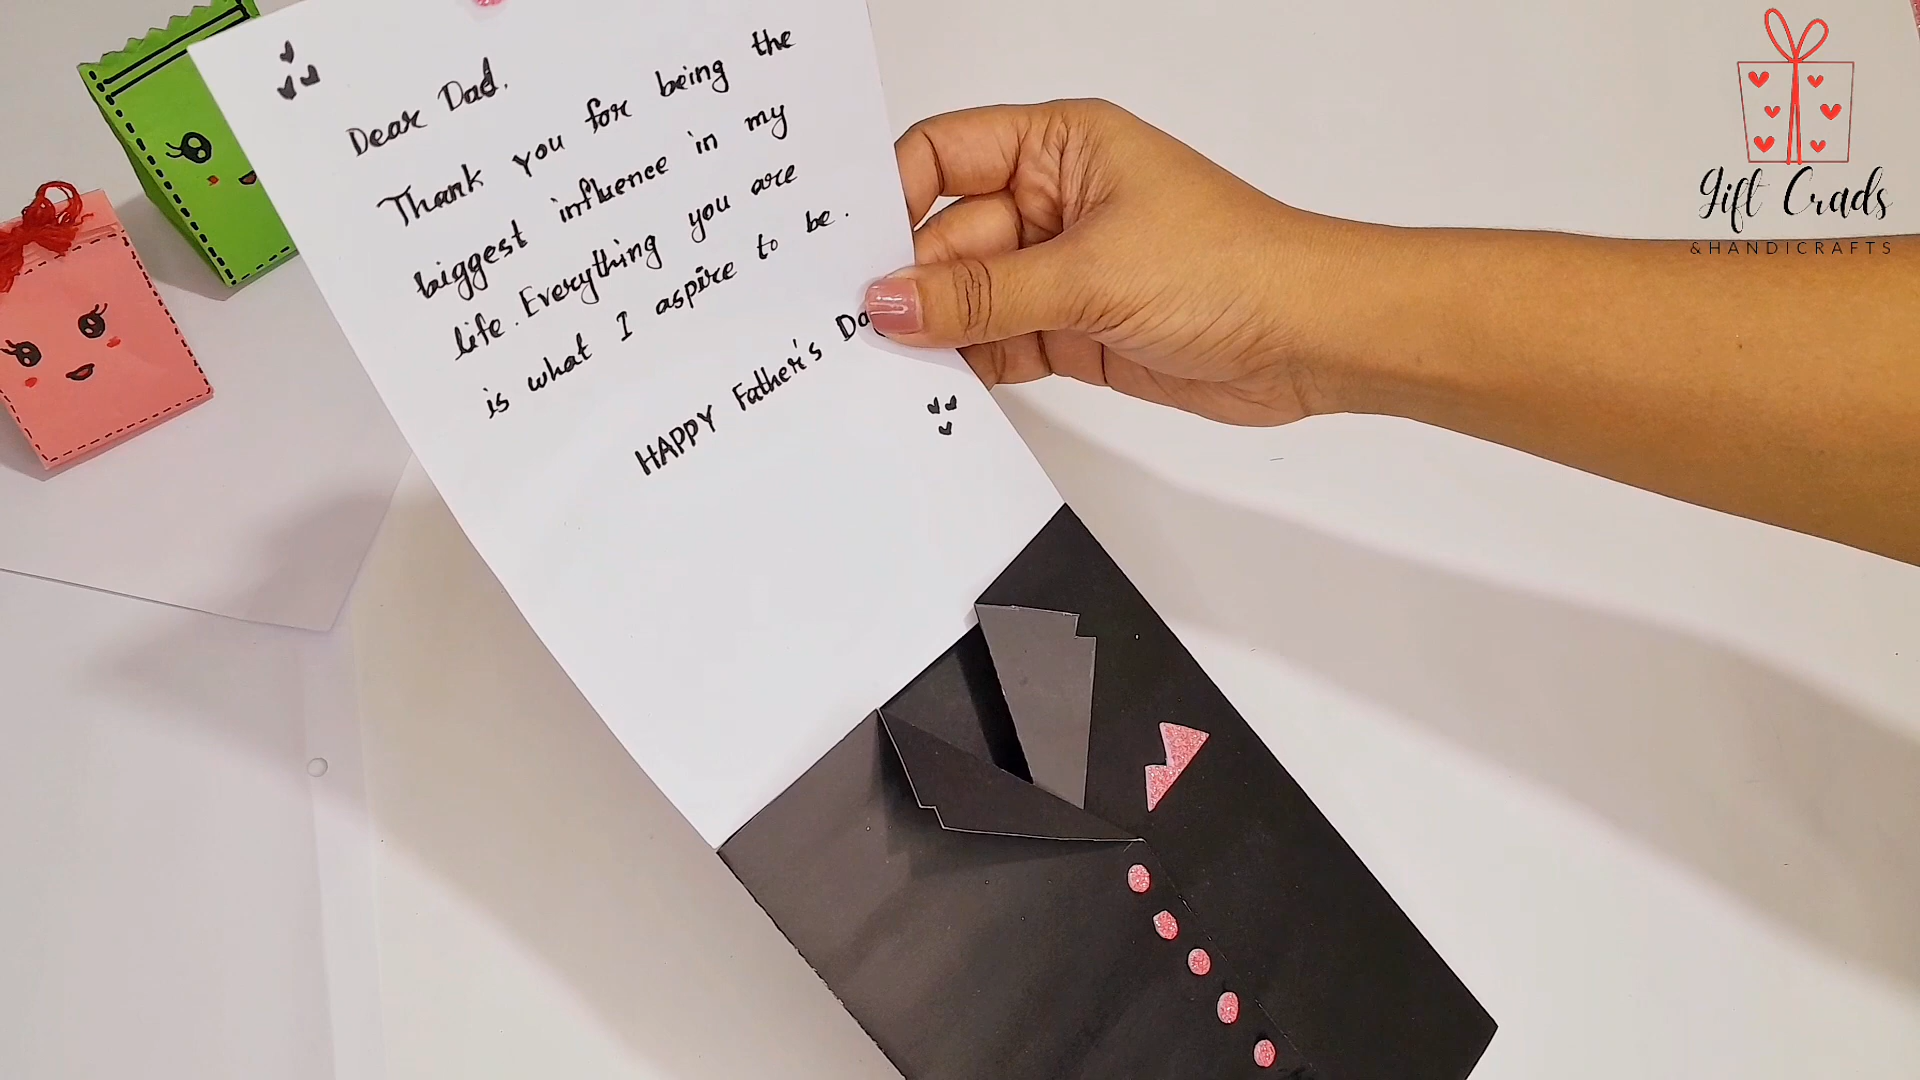 Dear Dad.
Thank you for being the
biggest influence in my
life. Everything you are
is what I aspire to be.
HAPPY Father's Da
Gift Crads
&HANDICRAFTS